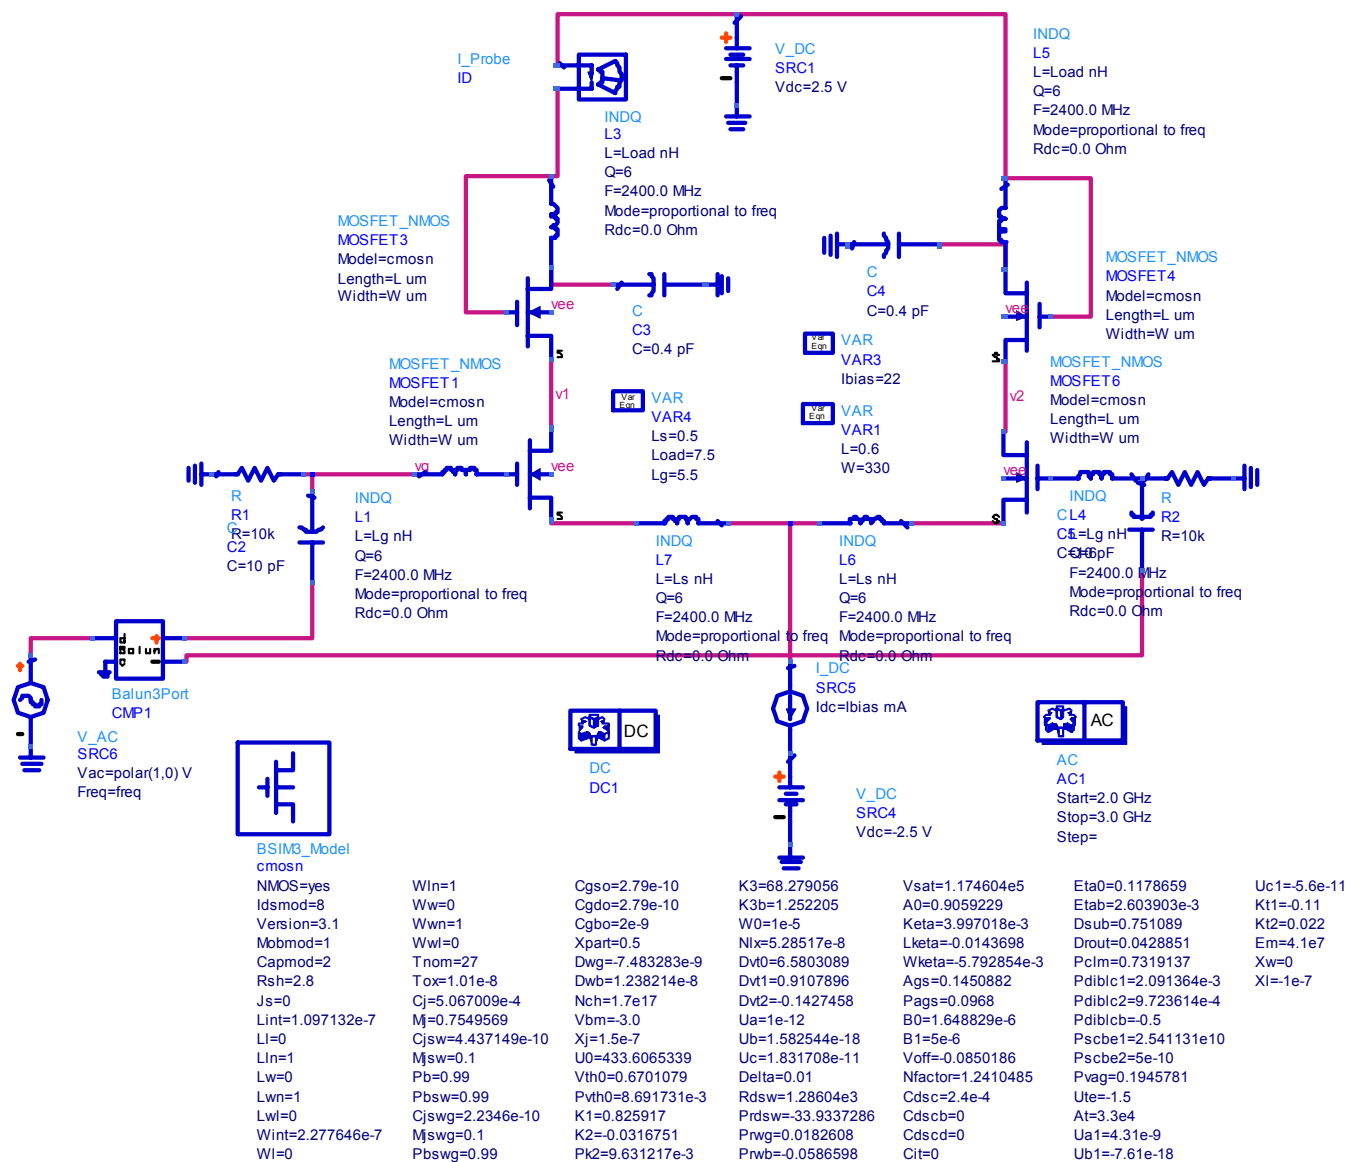 I_Probe
ID
V_DC
SRC1
Vdc=2.5 V
INDQ
L5
L=Load nH
Q=6
F=2400.0 MHz
Mode=proportional to freq
Rdc=0.0 Ohm
INDQ
L3
L=Load nH
Q=6
F=2400.0 MHz
Mode=proportional to freq
Rdc=0.0 Ohm
MOSFET_NMOS
MOSFET3
Model=cmosn
Length=L um
Width=W um
vee
C
C3
C=0.4 pF
C
C4
C=0.4 pF
vee
MOSFET_NMOS
MOSFET4
Model=cmosn
Length=L um
Width=W um
Var
Eqn
VAR
VAR3
Ibias=22
s
v1
MOSFET_NMOS
MOSFET1
Model=cmosn
Length=L um
Width=W um
Var
Eqn
VAR
VAR4
Ls=0.5
Load=7.5
Lg=5.5
Var
Eqn
VAR
VAR1
L=0.6
W=330
s
v2
MOSFET_NMOS
MOSFET6
Model=cmosn
Length=L um
Width=W um
vg
vee
s
vee
s
R
R1
R=10k
C
C2
C=10 pF
INDQ
L1
L=Lg nH
Q=6
F=2400.0 MHz
Mode=proportional to freq
Rdc=0.0 Ohm
INDQ
L7
L=Ls nH
Q=6
F=2400.0 MHz
Mode=proportional to freq
Rdc=0.0 Ohm
INDQ
L6
L=Ls nH
Q=6
F=2400.0 MHz
Mode=proportional to freq
Rdc=0.0 Ohm
INDQ
L4
L=Lg nH
Q=6
F=2400.0 MHz
Mode=proportional to freq
Rdc=0.0 Ohm
C
C5
R
R2
R=10k
Balun3Port
CMP1
V_AC
SRC6
Vac=polar(1,0) V
Freq=freq
I_DC
SRC5
Idc=Ibias mA
V_DC
SRC4
Vdc=-2.5 V
DC
DC
DC1
AC
AC
AC1
Start=2.0 GHz
Stop=3.0 GHz
Step=
BSIM3_Model
cmosn
NMOS=yes
Idsmod=8
Version=3.1
Mobmod=1
Capmod=2
Rsh=2.8
Js=0
Lint=1.097132e-7
Ll=0
Lln=1
Lw=0
Lwn=1
Lwl=0
Wint=2.277646e-7
Wl=0
Wln=1
Ww=0
Wwn=1
Wwl=0
Tnom=27
Tox=1.01e-8
Cj=5.067009e-4
Mj=0.7549569
Cjsw=4.437149e-10
Mjsw=0.1
Pb=0.99
Pbsw=0.99
Cjswg=2.2346e-10
Mjswg=0.1
Pbswg=0.99
Cgso=2.79e-10
Cgdo=2.79e-10
Cgbo=2e-9
Xpart=0.5
Dwg=-7.483283e-9
Dwb=1.238214e-8
Nch=1.7e17
Vbm=-3.0
Xj=1.5e-7
U0=433.6065339
Vth0=0.6701079
Pvth0=8.691731e-3
K1=0.825917
K2=-0.0316751
Pk2=9.631217e-3
K3=68.279056
K3b=1.252205
W0=1e-5
Nlx=5.28517e-8
Dvt0=6.5803089
Dvt1=0.9107896
Dvt2=-0.1427458
Ua=1e-12
Ub=1.582544e-18
Uc=1.831708e-11
Delta=0.01
Rdsw=1.28604e3
Prdsw=-33.9337286
Prwg=0.0182608
Prwb=-0.0586598
Vsat=1.174604e5
A0=0.9059229
Keta=3.997018e-3
Lketa=-0.0143698
Wketa=-5.792854e-3
Ags=0.1450882
Pags=0.0968
B0=1.648829e-6
B1=5e-6
Voff=-0.0850186
Nfactor=1.2410485
Cdsc=2.4e-4
Cdscb=0
Cdscd=0
Cit=0
Eta0=0.1178659
Etab=2.603903e-3
Dsub=0.751089
Drout=0.0428851
Pclm=0.7319137
Pdiblc1=2.091364e-3
Pdiblc2=9.723614e-4
Pdiblcb=-0.5
Pscbe1=2.541131e10
Pscbe2=5e-10
Pvag=0.1945781
Ute=-1.5
At=3.3e4
Ua1=4.31e-9
Ub1=-7.61e-18
Uc1=-5.6e-11
Kt1=-0.11
Kt2=0.022
Em=4.1e7
Xw=0
Xl=-1e-7